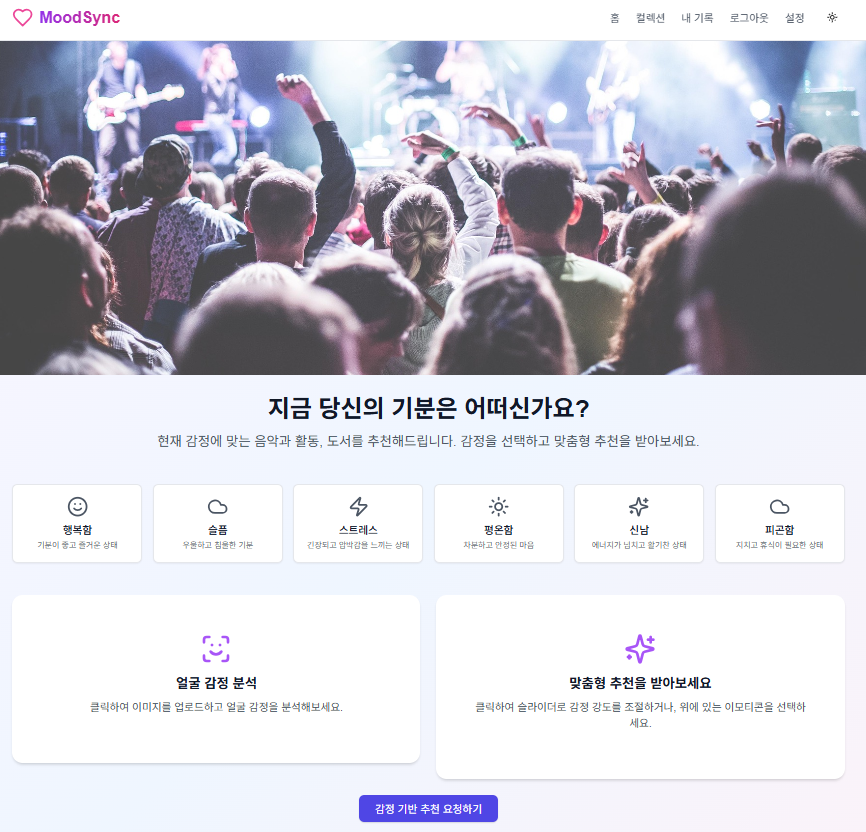 MoodSync
홈 컬렉션 내 기록 로그아웃 설정
지금 당신의 기분은 어떠신가요?
현재 감정에 맞는 음악과 활동, 도서를 추천해드립니다. 감정을 선택하고 맞춤형 추천을 받아보세요.
행복함
기분이 좋고 즐거운 상태
슬픔
우울하고 침울한 기분
스트레스
긴장되고 압박감을 느끼는 상태
평온함
차분하고 안정된 마음
신남
에너지가 넘치고 활기찬 상태
피곤함
지치고 휴식이 필요한 상태
얼굴 감정 분석
클릭하여 이미지를 업로드하고 얼굴 감정을 분석해보세요.
맞춤형 추천을 받아보세요
클릭하여 슬라이더로 감정 강도를 조절하거나, 위에 있는 이모티콘을 선택하
세요.
감정 기반 추천 요청하기